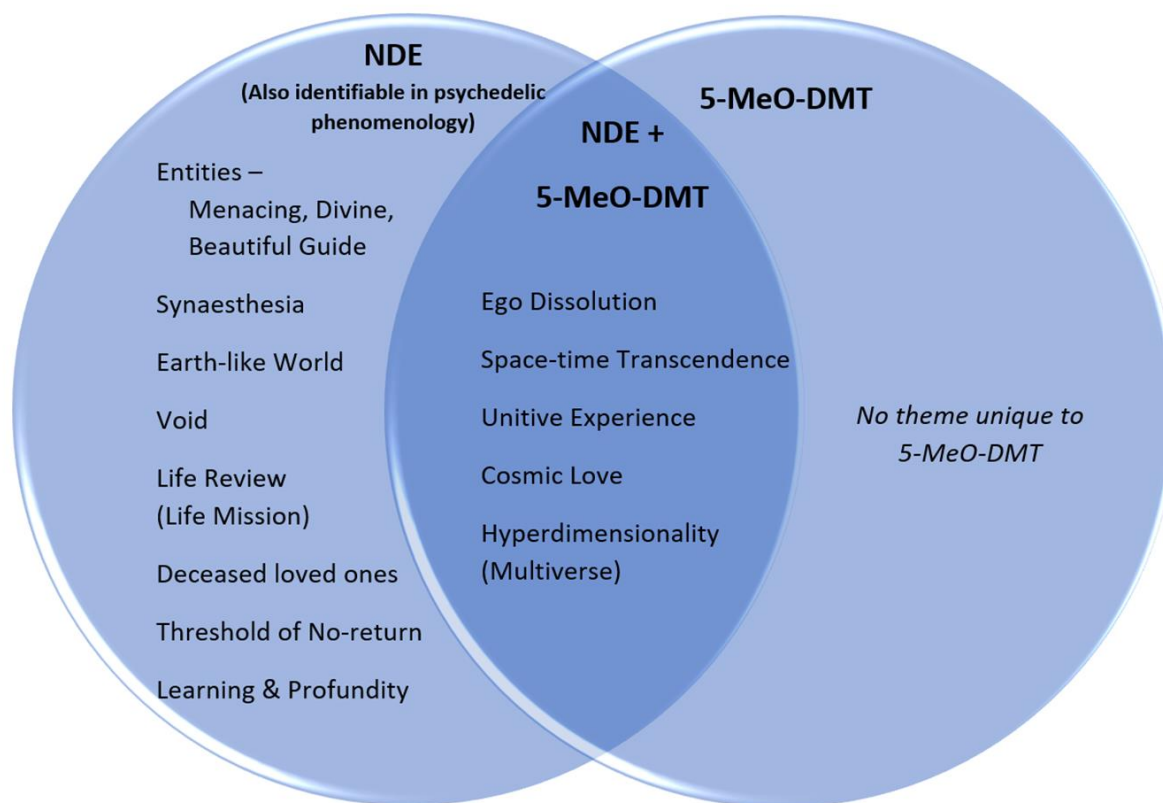 NDE
(Also identifiable in psychedelic
phenomenology)
Entities –
Menacing, Divine,
Beautiful Guide
Synaesthesia
Earth-like World
Void
Life Review
(Life Mission)
Deceased loved ones
Threshold of No-return
Learning & Profundity
NDE +
5-MeO-DMT
Ego Dissolution
Space-time Transcendence
Unitive Experience
Cosmic Love
Hyperdimensionality
(Multiverse)
5-MeO-DMT
No theme unique to
5-MeO-DMT